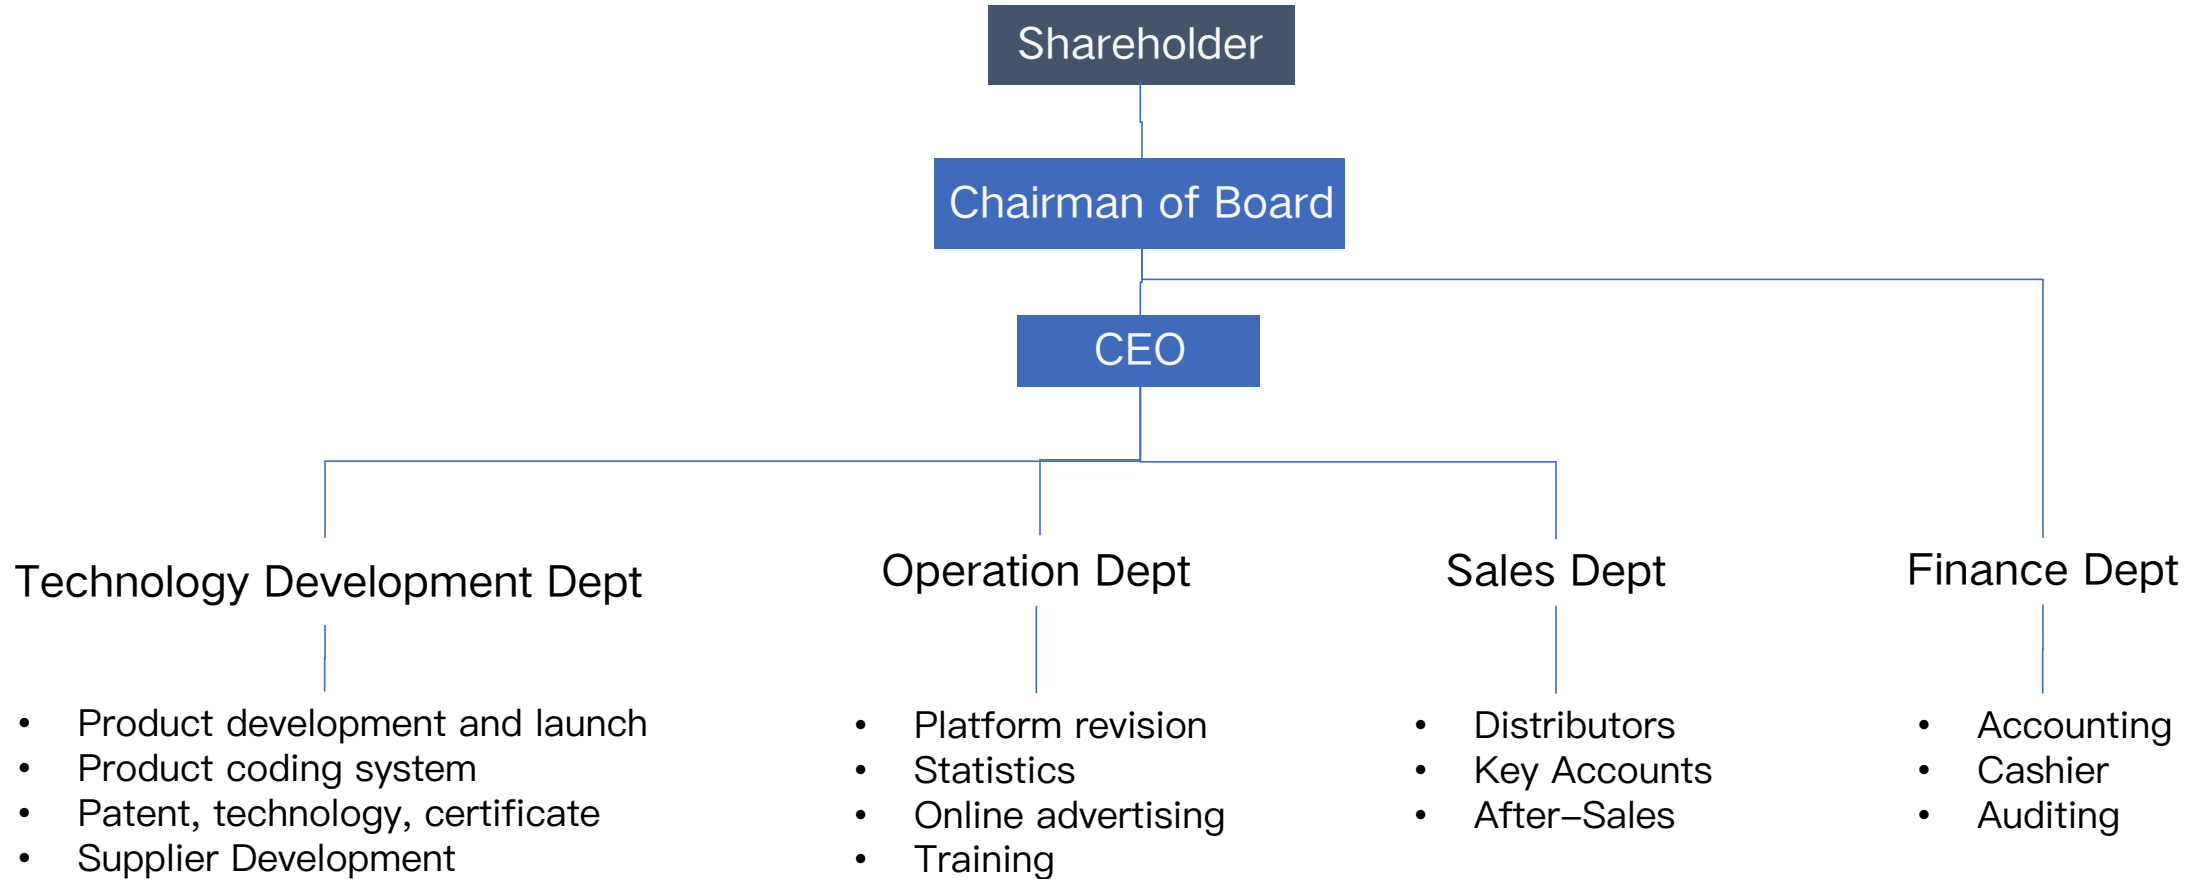 Shareholder
Chairman of Board
CEO
Technology Development Dept
• Product development and launch
• Product coding system
• Patent, technology, certificate
• Supplier Development
Operation Dept
• Platform revision
• Statistics
• Online advertising
• Training
Sales Dept
• Distributors
• Key Accounts
• After–Sales
Finance Dept
• Accounting
• Cashier
• Auditing